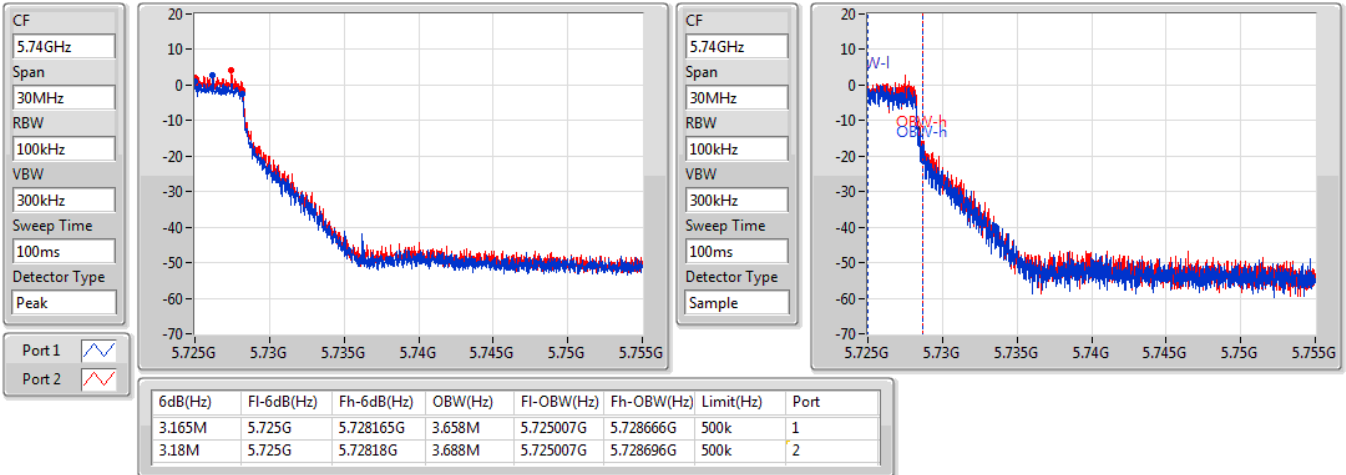 CF
5.74GHz
Span
30MHz
RBW
100kHz
VBW
300kHz
Sweep Time
100ms
Detector Type
Peak
20
10
0
-10
-20
-30
-40
-50
-60
-70
5.725G 5.73G 5.735G 5.74G 5.745G 5.75G 5.755G
CF
5.74GHz
Span
30MHz
RBW
100kHz
VBW
300kHz
Sweep Time
100ms
Detector Type
Sample
20
10
0
-10
-20
-30
-40
-50
-60
-70
W-l
OBW-h
OBW-h
5.725G 5.73G 5.735G 5.74G 5.745G 5.75G 5.755G
Port 1
Port 2
6dB(Hz) Fl-6dB(Hz) Fh-6dB(Hz) OBW(Hz) Fl-OBW(Hz) Fh-OBW(Hz) Limit(Hz) Port
3.165M 5.725G 5.728165G 3.658M 5.725007G 5.728666G 500k 1
3.18M 5.725G 5.72818G 3.688M 5.725007G 5.728696G 500k 2